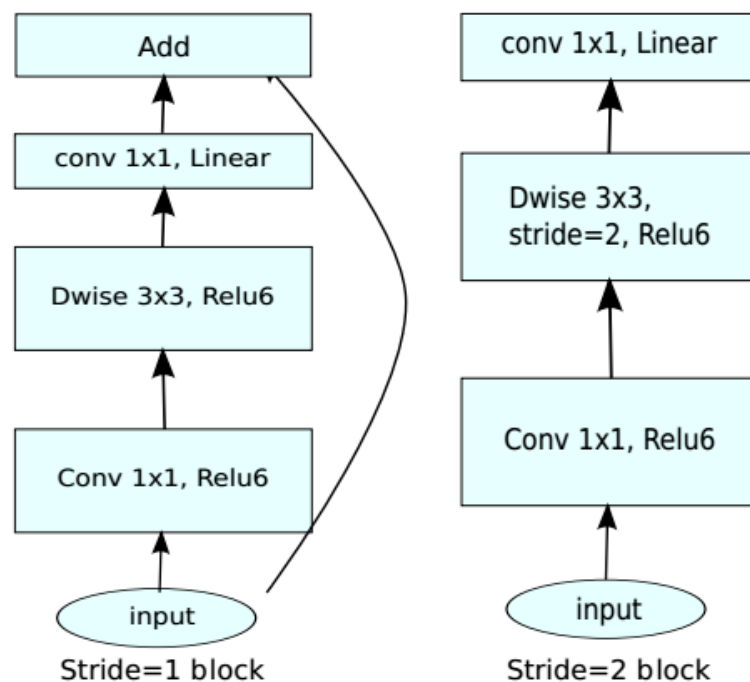 Add
conv 1x1, Linear
Dwise 3x3, Relu6
Conv 1x1, Relu6
input
Stride=1 block
conv 1x1, Linear
Dwise 3x3,
stride=2, Relu6
Conv 1x1, Relu6
input
Stride=2 block